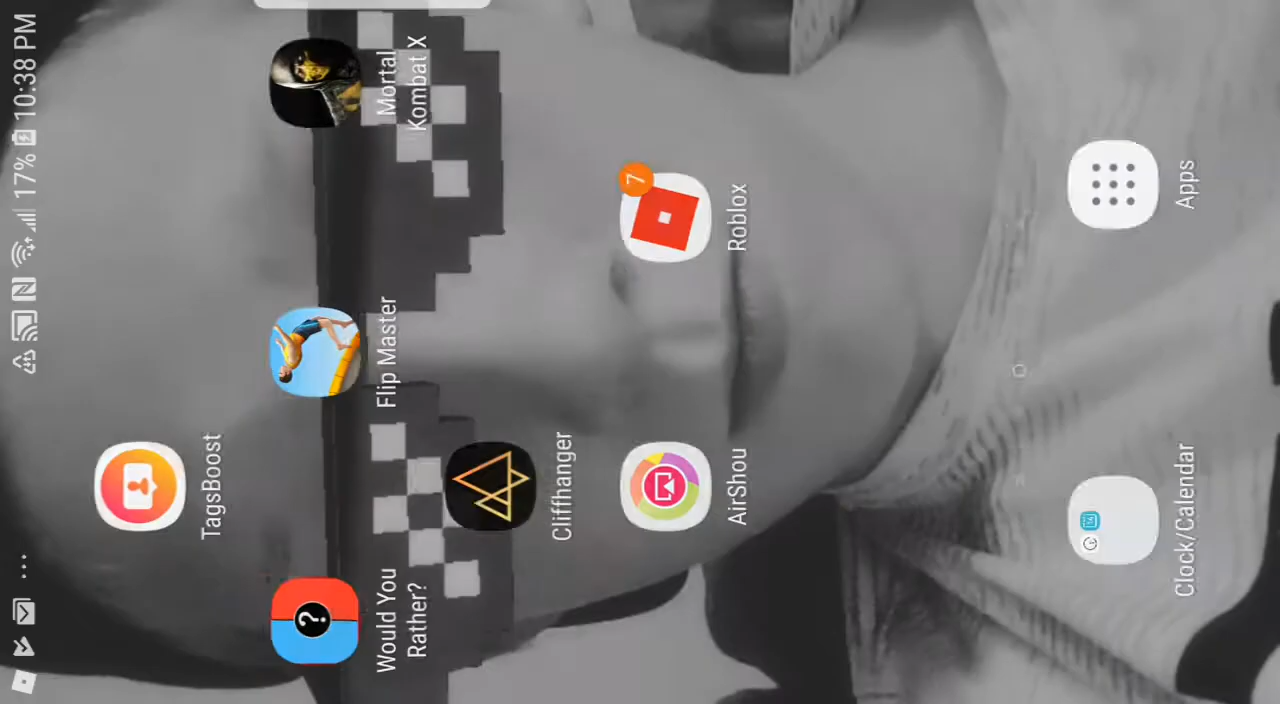 17% 10:38 PM
TagsBoost
Would You
Rather?
Flip Master
Mortal
Kombat X
Cliffhanger
AirShou
7
Roblox
Clock/Calendar
Apps